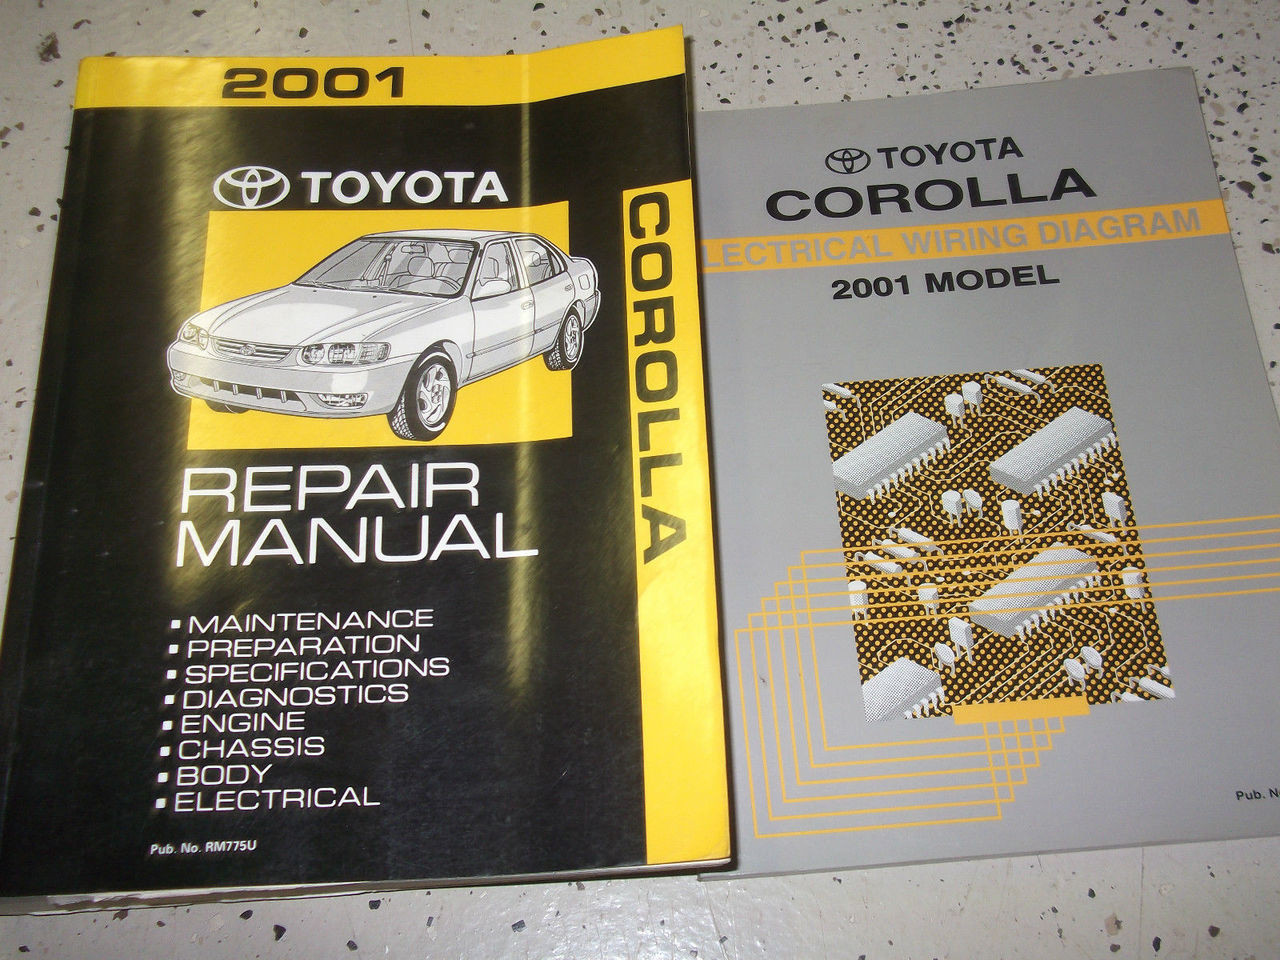 2001
TOYOTA
COROLLA
REPAIR
MANUAL
▪ MAINTENANCE
▪ PREPARATION
▪ SPECIFICATIONS
▪ DIAGNOSTICS
▪ ENGINE
▪ CHASSIS
▪ BODY
▪ ELECTRICAL
Pub. No. RM775U
TOYOTA
COROLLA
LECTRICAL WIRING DIAGRAM
2001 MODEL
Pub.